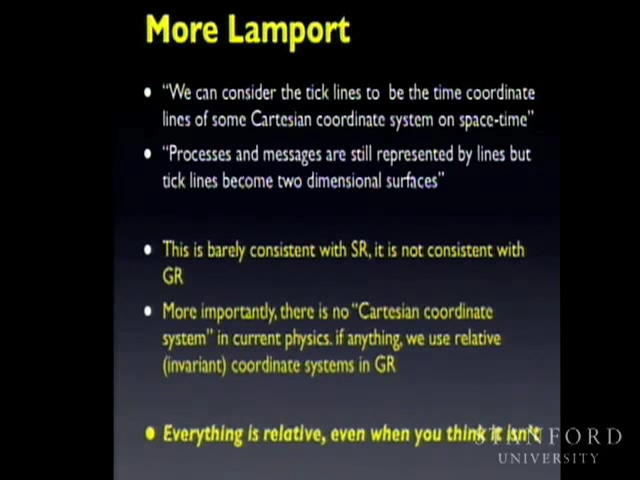 More Lamport
• “We can consider the tick lines to be the time coordinate
lines of some Cartesian coordinate system on space-time”
• “Processes and messages are still represented by lines but
tick lines become two dimensional surfaces”
• This is barely consistent with SR, it is not consistent with
GR
• More importantly, there is no “Cartesian coordinate
system” in current physics. if anything, we use relative
(invariant) coordinate systems in GR
• Everything is relative, even when you think it isn’t
STANFORD
UNIVERSITY